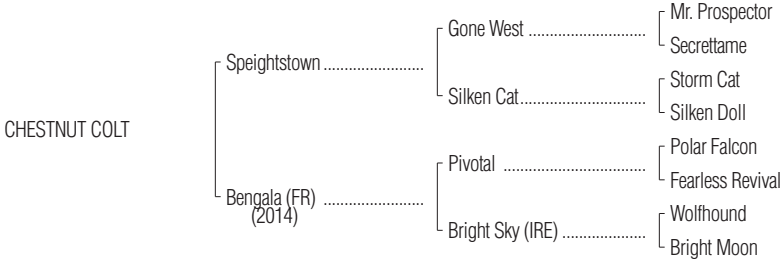 Mr. Prospector
Gone West ..............................
Secrettame
Speightstown .........................
Storm Cat
Silken Cat................................
Silken Doll
CHESTNUT COLT
Polar Falcon
Pivotal ....................................
Fearless Revival
Bengala (FR) .........................
(2014)
Wolfhound
Bright Sky (IRE) .....................
Bright Moon